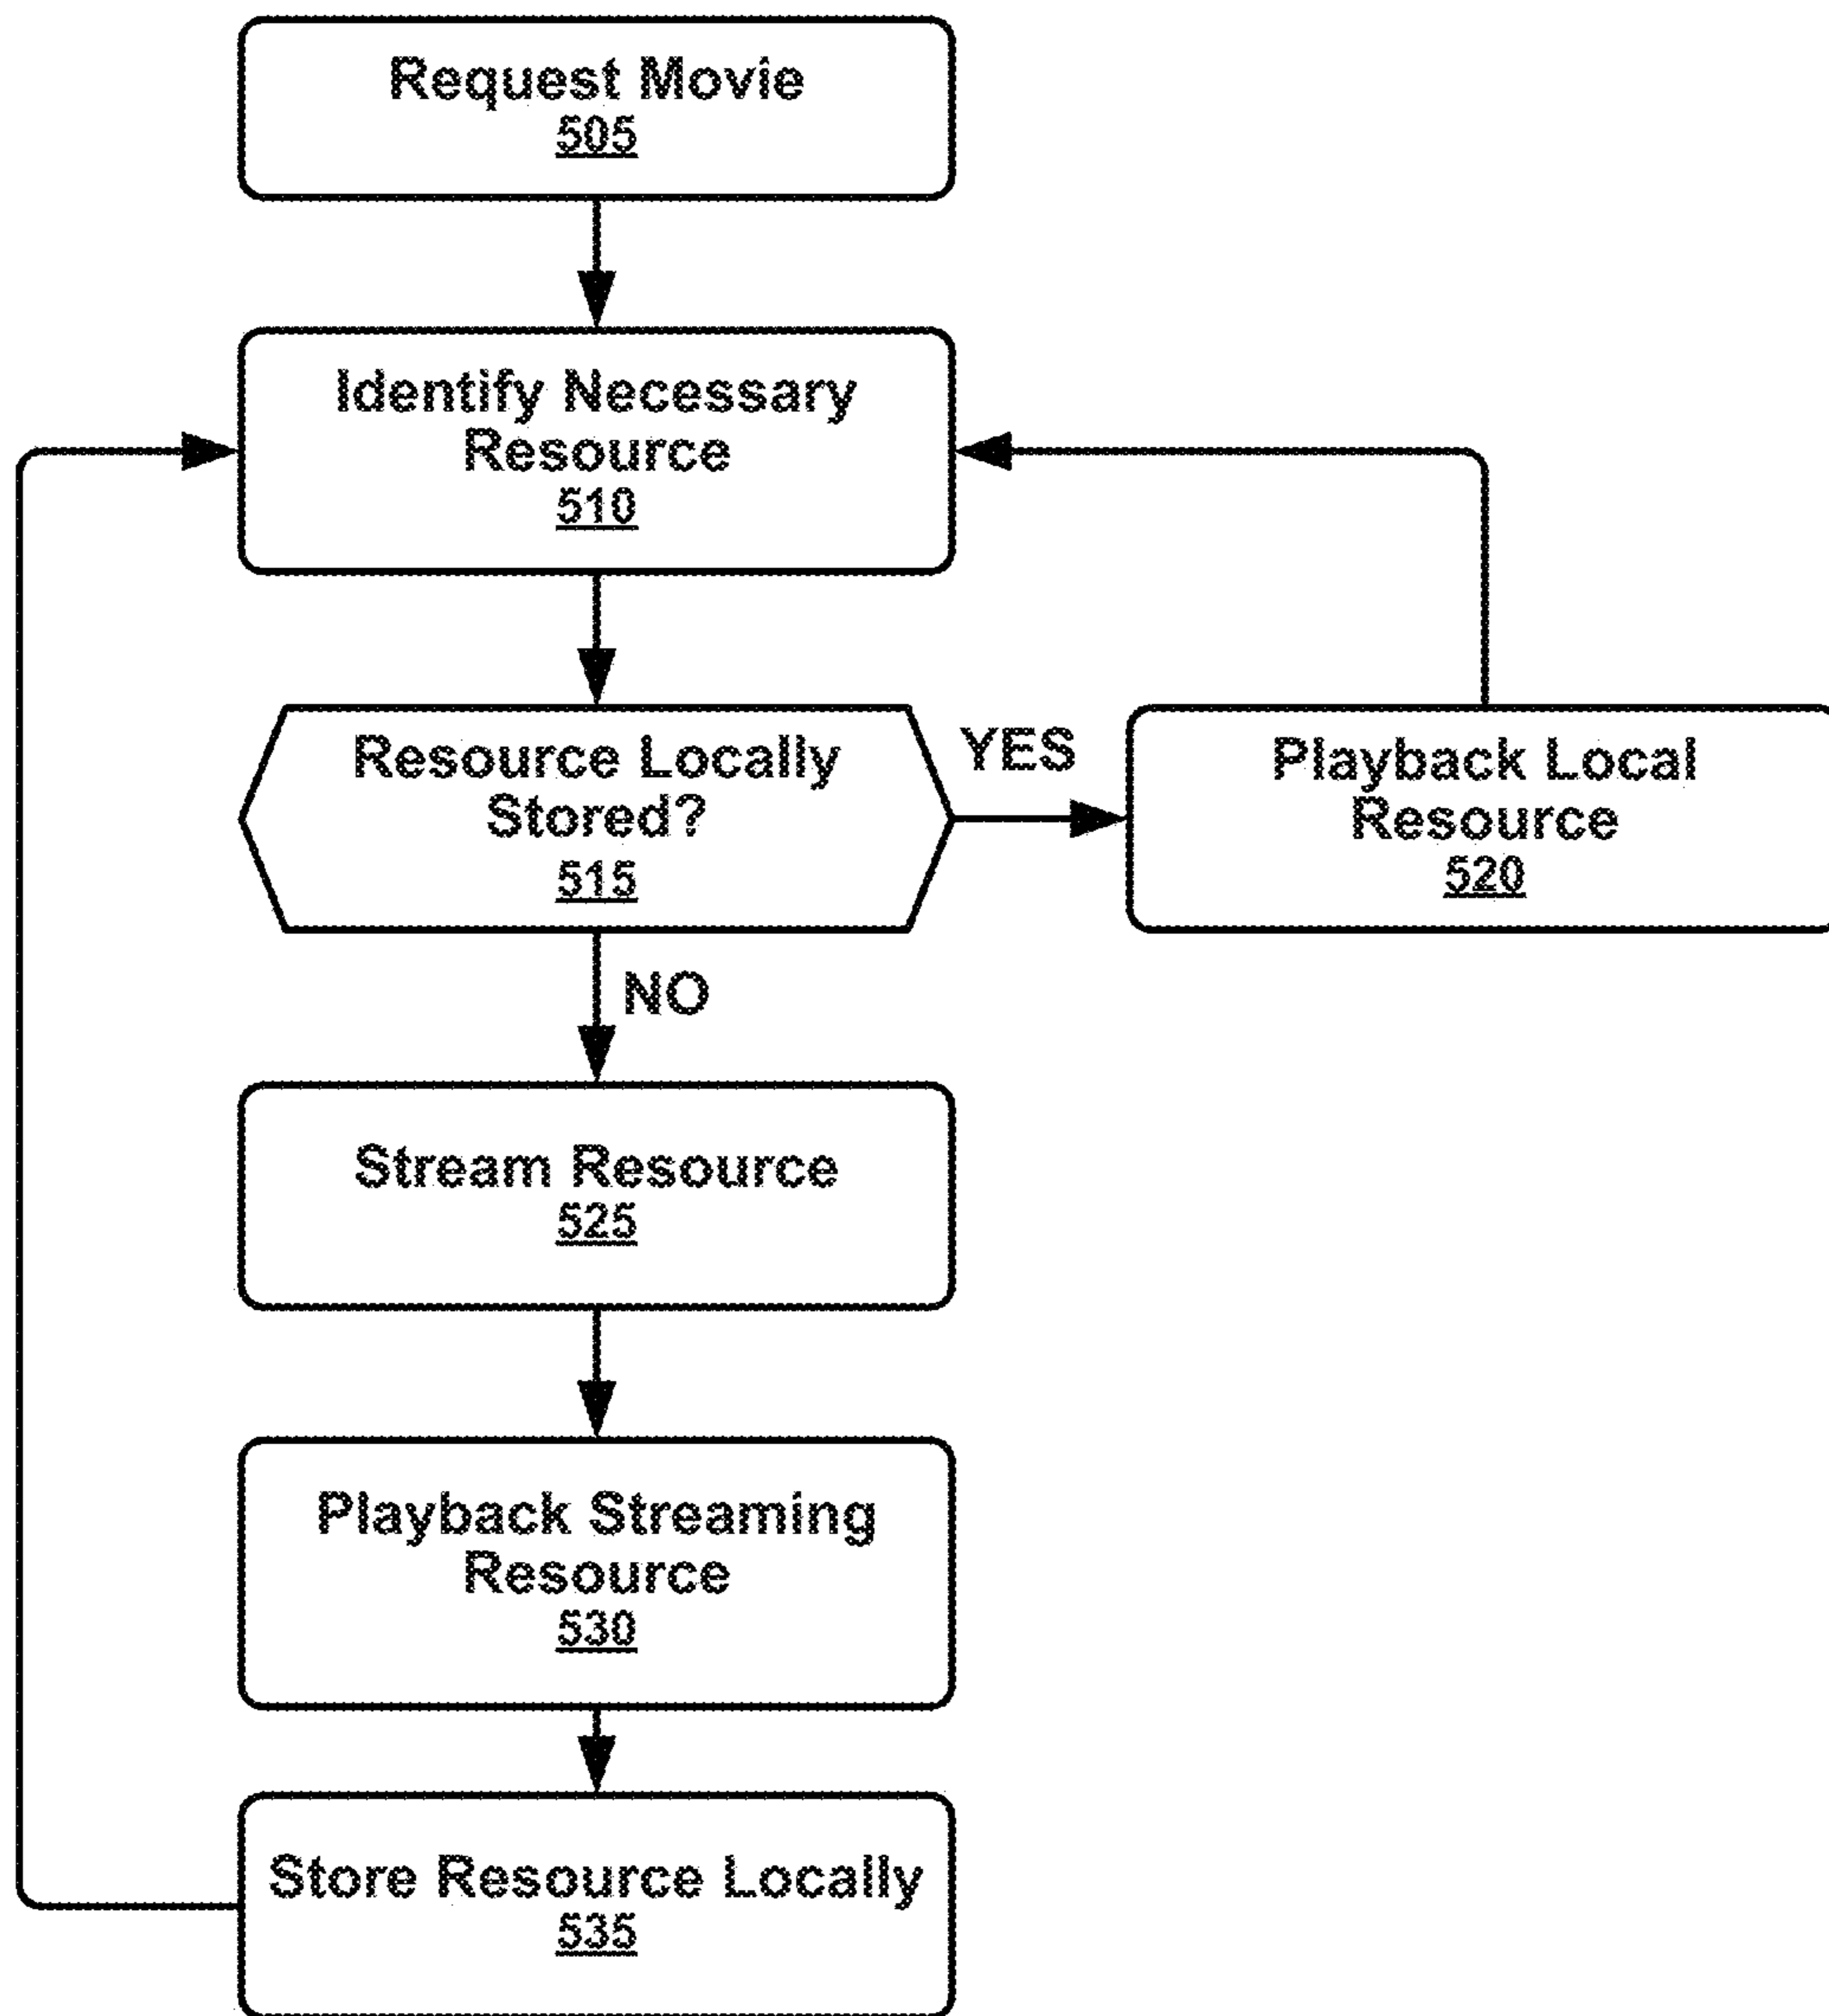 Request Movie
505
Identify Necessary
Resource
510
Resource Locally
Stored?
515
YES
Playback Local
Resource
520
NO
Stream Resource
525
Playback Streaming
Resource
530
Store Resource Locally
535